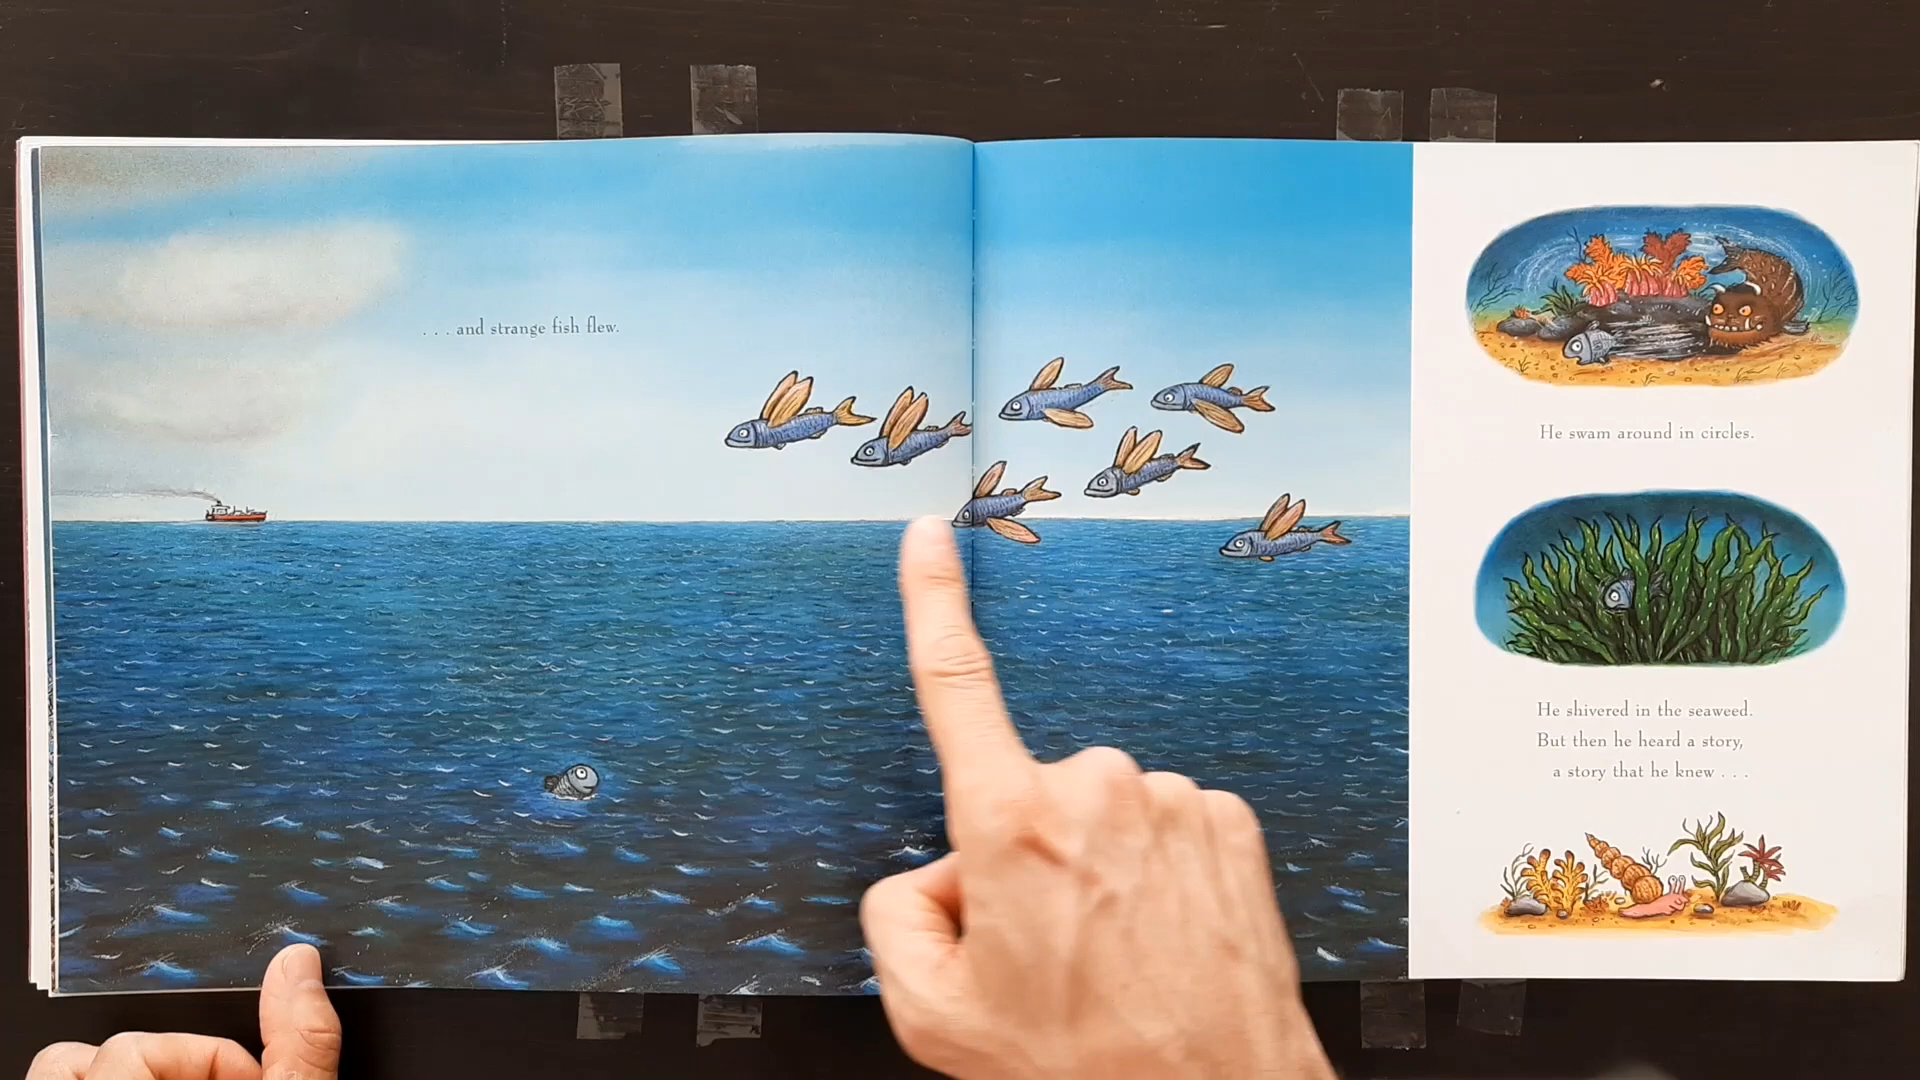 . . . and strange fish flew.
He swam around in circles.
He shivered in the seaweed.
But then he heard a story,
a story that he knew . . .